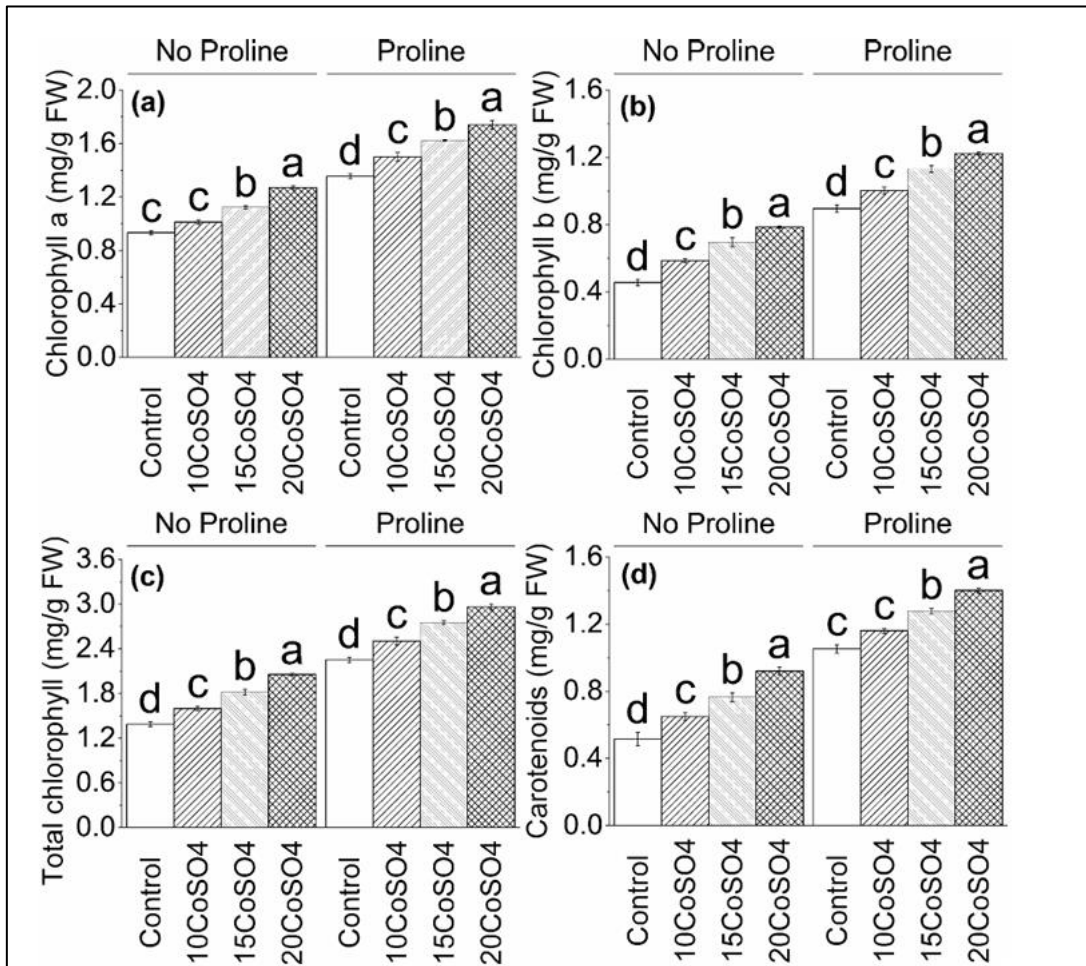 No Proline Proline
(a)
Chlorophyll a (mg/g FW)
2.0
1.6
1.2
0.8
0.4
0.0
c c b a d c b a
Control 10CoSO4 15CoSO4 20CoSO4 Control 10CoSO4 15CoSO4 20CoSO4
No Proline Proline
(b)
Chlorophyll b (mg/g FW)
1.6
1.2
0.8
0.4
0.0
d c b a d c b a
Control 10CoSO4 15CoSO4 20CoSO4 Control 10CoSO4 15CoSO4 20CoSO4
No Proline Proline
(c)
Total chlorophyll (mg/g FW)
3.6
3.0
2.4
1.8
1.2
0.6
0.0
d c b a d c b a
Control 10CoSO4 15CoSO4 20CoSO4 Control 10CoSO4 15CoSO4 20CoSO4
No Proline Proline
(d)
Carotenoids (mg/g FW)
1.6
1.2
0.8
0.4
0.0
d c b a c c b a
Control 10CoSO4 15CoSO4 20CoSO4 Control 10CoSO4 15CoSO4 20CoSO4